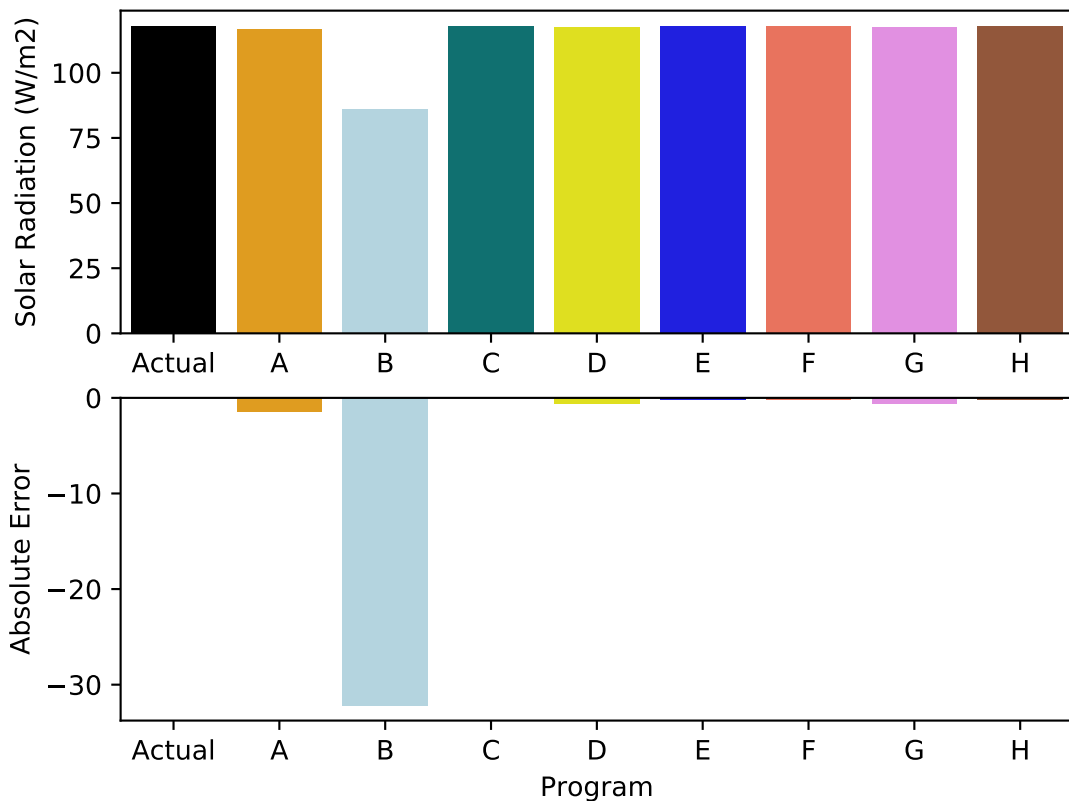 Solar Radiation (W/m2)
100
75
50
25
0
Actual A B C D E F G H
Absolute Error
0
−10
−20
−30
Actual A B C D E F G H
Program